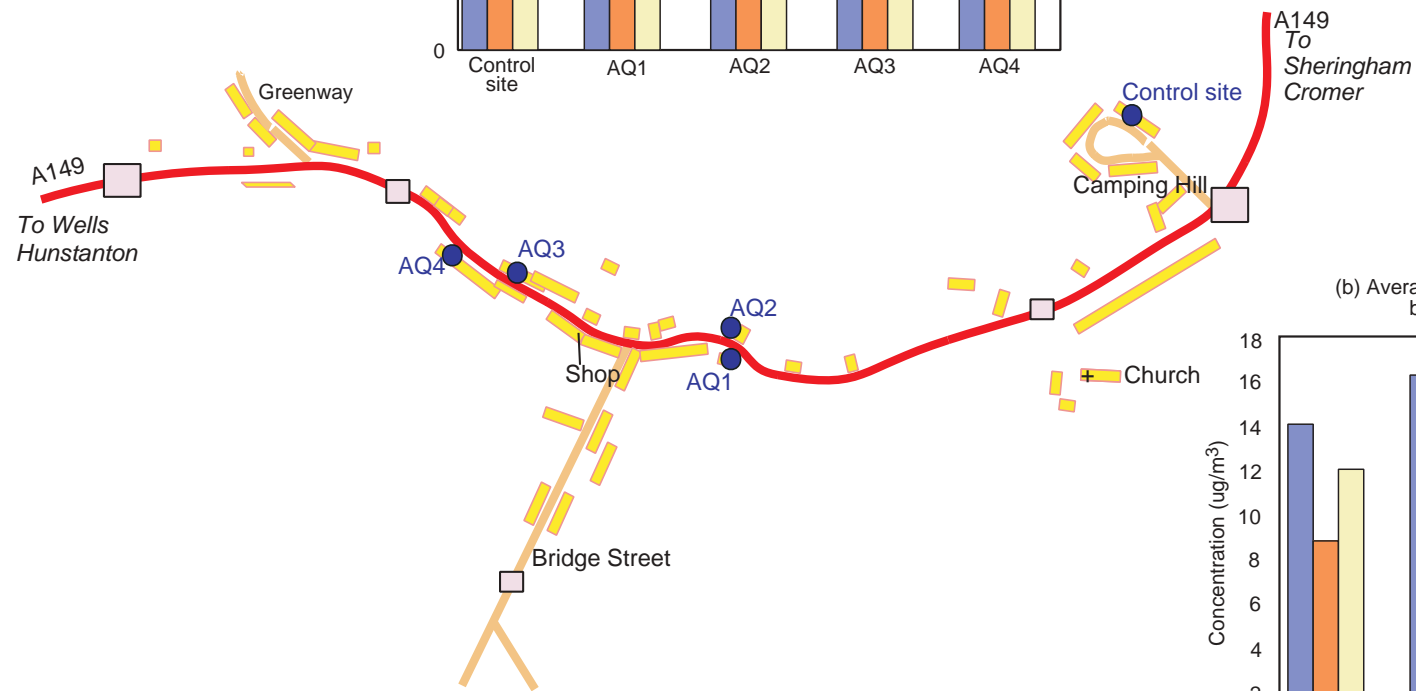 0
Control
site
AQ1
AQ2
AQ3
AQ4
A149
To
Sheringham
Cromer
Greenway
Control site
A149
Camping Hill
To Wells
Hunstanton
AQ3
AQ4
AQ2
AQ1
Shop
Church
Bridge Street
(b) Avera
b
Concentration (ug/m³)
18
16
14
12
10
8
6
4